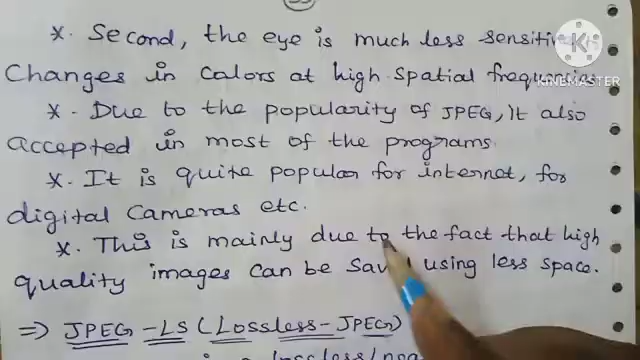 *. Second, the eye is much less sensitive
Changes in Colors at high spatial frequencies
KINEMASTER
*. Due to the popularity of JPEG, it also
accepted in most of the programs
*. It is quite popular for internet, for
digital Cameras etc.
*. This is mainly due to the fact that high
quality images can be Saved using less space.
⇒ JPEG-LS (Lossless-JPEG)